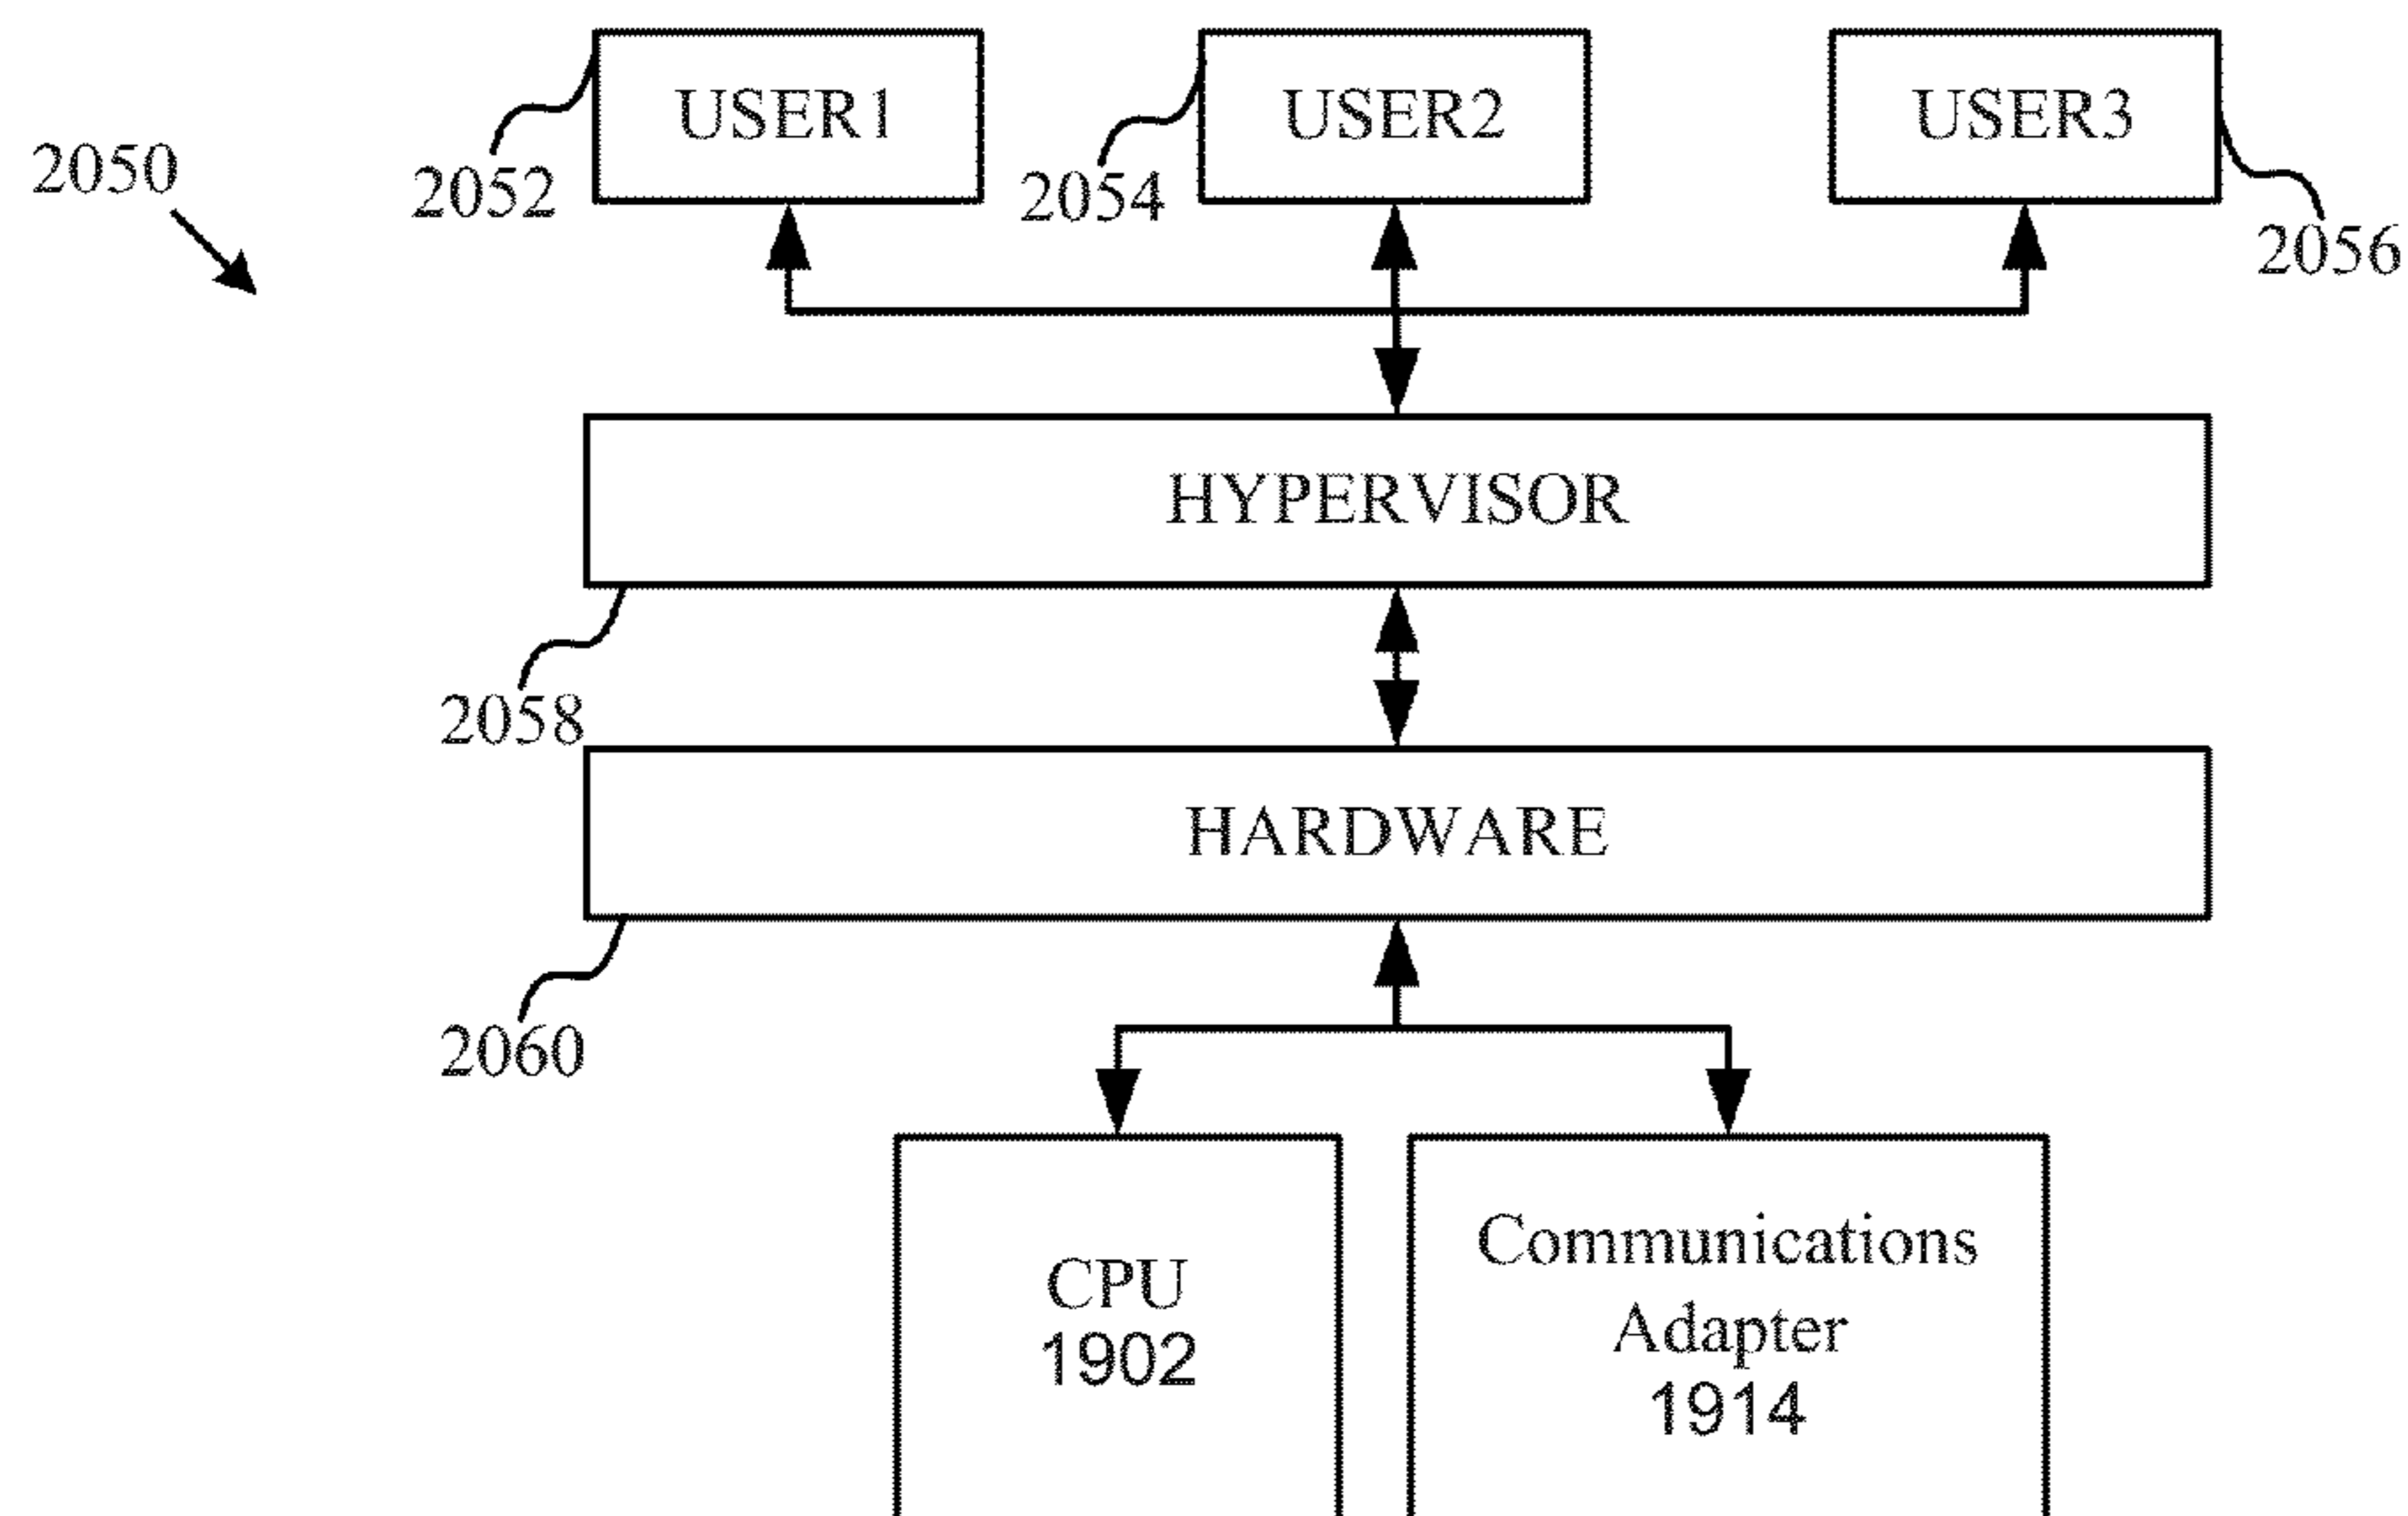 USER1
USER2
USER3
2050
2052
2054
2056
HYPERVISOR
2058
HARDWARE
2060
CPU
1902
Communications
Adapter
1914